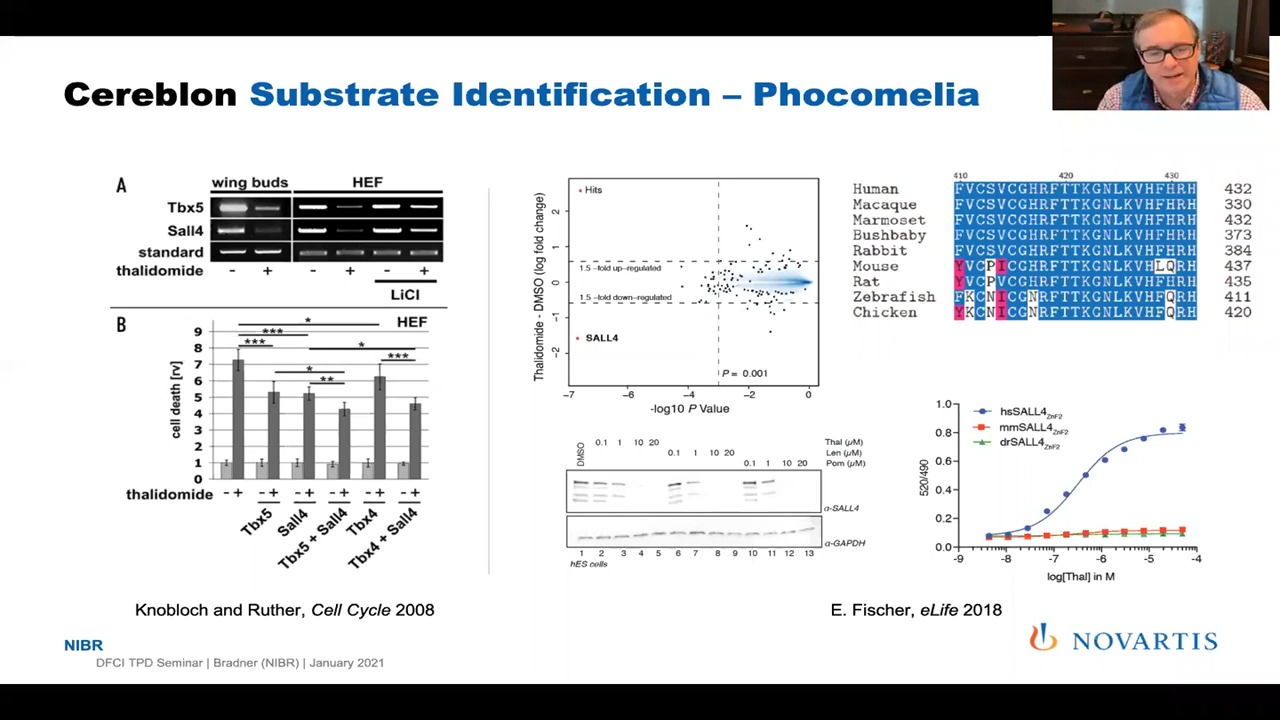 Cereblon Substrate Identification – Phocomelia
A
wing buds HEF
Tbx5
Sall4
standard
thalidomide - + - + - +
LiCl
B
HEF
* *** *** * ** * * ***
cell death [rv]
9
8
7
6
5
4
3
2
1
0
thalidomide -+ -+ -+ -+ -+ -+
Tbx5
Sall4
Tbx5 + Sall4
Tbx4
Tbx4 + Sall4
Knobloch and Ruther, Cell Cycle 2008
Thalidomide - DMSO (log fold change)
Hits
2
1
0
-1
-2
1.5 –fold up–regulated
1.5 –fold down–regulated
SALL4
P = 0.001
-7 -6 -4 -2 0
-log10 P Value
DMSO
0.1 1 10 20 Thal (µM)
0.1 1 10 20 Len (µM)
0.1 1 10 20 Pom (µM)
α-SALL4
α-GAPDH
1 2 3 4 5 6 7 8 9 10 11 12 13
hES cells
410 420 430
Human FVCSVCGHRFTTKGNLKVHFHRH 432
Macaque FVCSVCGHRFTTKGNLKVHFHRH 330
Marmoset FVCSVCGHRFTTKGNLKVHFHRH 432
Bushbaby FVCSVCGHRFTTKGNLKVHFHRH 373
Rabbit FVCSVCGHRFTTKGNLKVHFHRH 384
Mouse YVCPICGHRFTTKGNLKVHLQRH 437
Rat YVCPVCGHRFTTKGNLKVHFHRH 435
Zebrafish FKCNICGNRFTTKGNLKVHFQRH 411
Chicken YKCNICGNRFTTKGNLKVHFQRH 420
520/490
1.0
0.8
0.6
0.4
0.2
0.0
hsSALL4ZnF2
mmSALL4ZnF2
drSALL4ZnF2
-9 -8 -7 -6 -5 -4
log[Thal] in M
E. Fischer, eLife 2018
NIBR
DFCI TPD Seminar | Bradner (NIBR) | January 2021
NOVARTIS